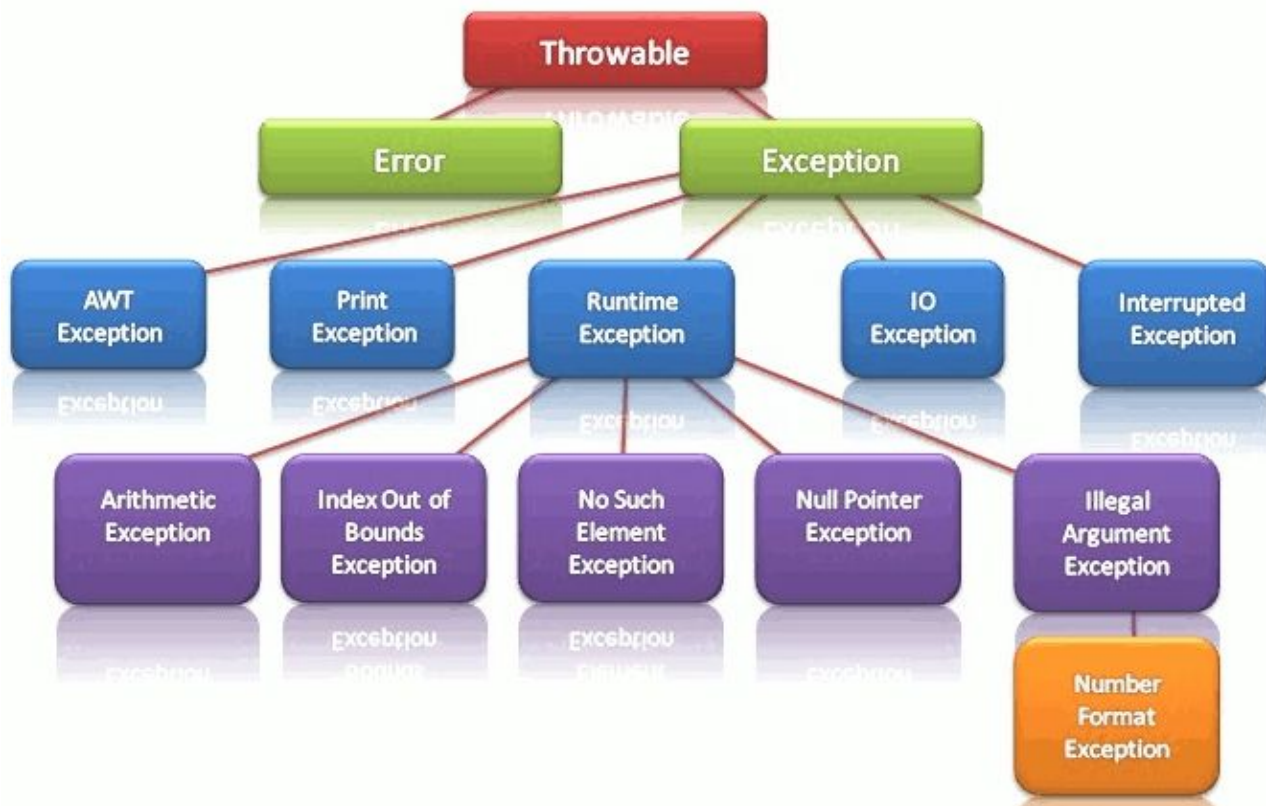 Throwable
Error
Exception
AWT
Exception
Print
Exception
Runtime
Exception
IO
Exception
Interrupted
Exception
Arithmetic
Exception
Index Out of
Bounds
Exception
No Such
Element
Exception
Null Pointer
Exception
Illegal
Argument
Exception
Number
Format
Exception